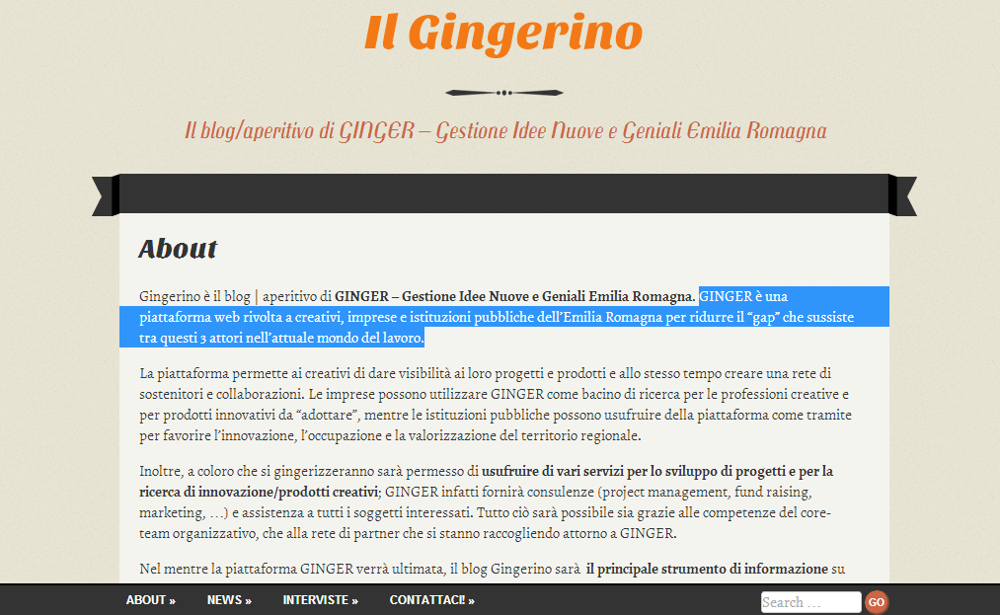 Il Gingerino
Il blog/aperitivo di GINGER – Gestione Idee Nuove e Geniali Emilia Romagna
About
Gingerino è il blog | aperitivo di GINGER – Gestione Idee Nuove e Geniali Emilia Romagna. GINGER è una
piattaforma web rivolta a creativi, imprese e istituzioni pubbliche dell’Emilia Romagna per ridurre il “gap” che sussiste
tra questi 3 attori nell’attuale mondo del lavoro.
La piattaforma permette ai creativi di dare visibilità ai loro progetti e prodotti e allo stesso tempo creare una rete di
sostenitori e collaborazioni. Le imprese possono utilizzare GINGER come bacino di ricerca per le professioni creative e
per prodotti innovativi da “adottare”, mentre le istituzioni pubbliche possono usufruire della piattaforma come tramite
per favorire l’innovazione, l’occupazione e la valorizzazione del territorio regionale.
Inoltre, a coloro che si gingerizzeranno sarà permesso di usufruire di vari servizi per lo sviluppo di progetti e per la
ricerca di innovazione/prodotti creativi; GINGER infatti fornirà consulenze (project management, fund raising,
marketing, …) e assistenza a tutti i soggetti interessati. Tutto ciò sarà possibile sia grazie alle competenze del core-
team organizzativo, che alla rete di partner che si stanno raccogliendo attorno a GINGER.
Nel mentre la piattaforma GINGER verrà ultimata, il blog Gingerino sarà il principale strumento di informazione su
ABOUT » NEWS » INTERVISTE » CONTATTACI! » Search … GO